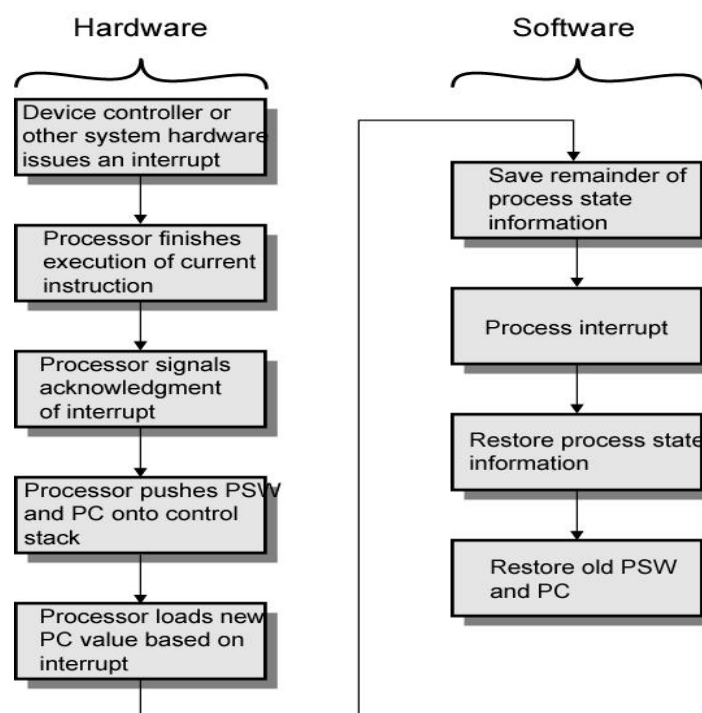 Hardware
Device controller or
other system hardware
issues an interrupt
Processor finishes
execution of current
instruction
Processor signals
acknowledgment
of interrupt
Processor pushes PSW
and PC onto control
stack
Processor loads new
PC value based on
interrupt
Software
Save remainder of
process state
information
Process interrupt
Restore process state
information
Restore old PSW
and PC